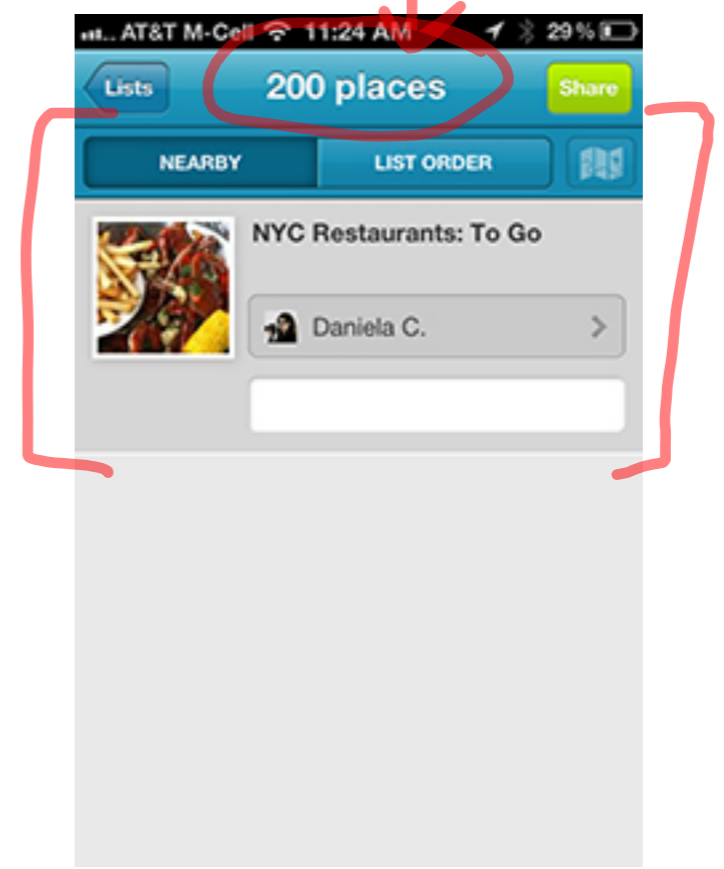 AT&T M-Cell 11:24 AM 29%
Lists 200 places Share
NEARBY LIST ORDER
NYC Restaurants: To Go
Daniela C.